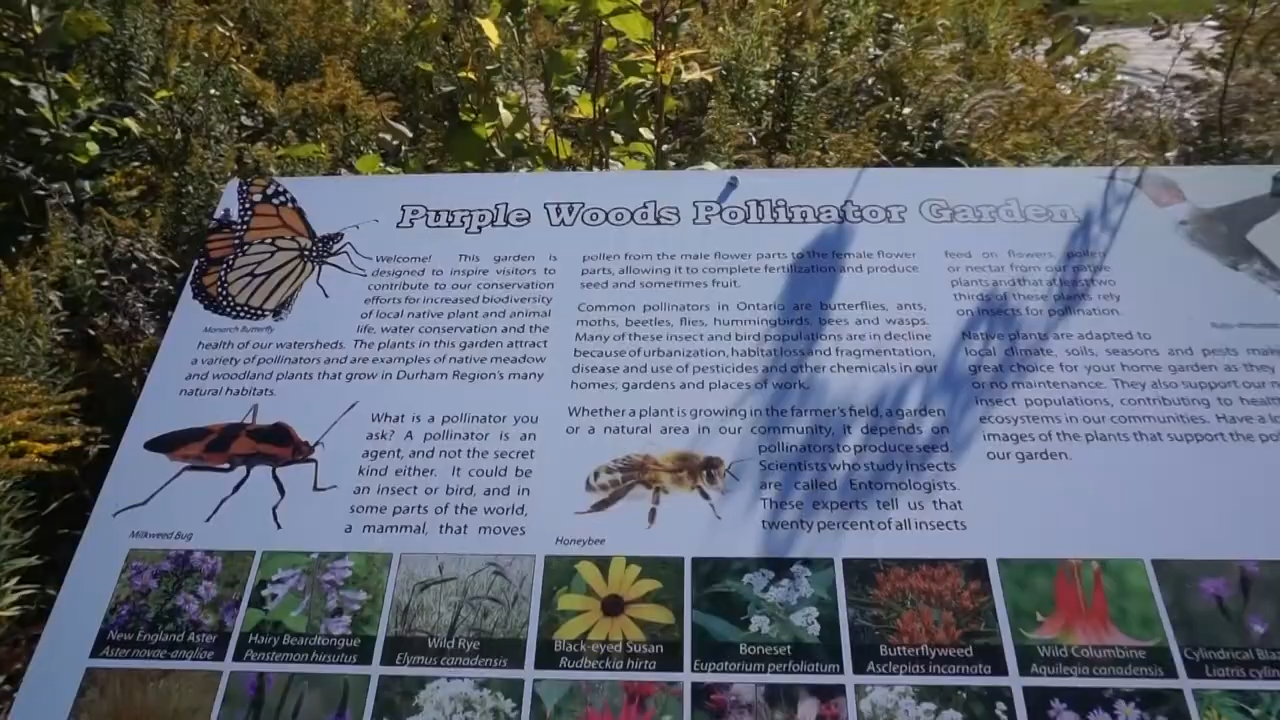 Purple Woods Pollinator Garden
Welcome! This garden is
designed to inspire visitors to
contribute to our conservation
efforts for increased biodiversity
of local native plant and animal
life, water conservation and the
Monarch Butterfly
health of our watersheds. The plants in this garden attract
a variety of pollinators and are examples of native meadow
and woodland plants that grow in Durham Region's many
natural habitats.
What is a pollinator you
ask? A pollinator is an
agent, and not the secret
kind either. It could be
an insect or bird, and in
some parts of the world,
a mammal, that moves
Milkweed Bug
pollen from the male flower parts to the female flower
parts, allowing it to complete fertilization and produce
seed and sometimes fruit.
Common pollinators in Ontario are butterflies, ants,
moths, beetles, flies, hummingbirds, bees and wasps.
Many of these insect and bird populations are in decline
because of urbanization, habitat loss and fragmentation,
disease and use of pesticides and other chemicals in our
homes, gardens and places of work.
Whether a plant is growing in the farmer's field, a garden
or a natural area in our community, it depends on
pollinators to produce seed.
Scientists who study insects
are called Entomologists.
These experts tell us that
twenty percent of all insects
Honeybee
feed on flowers, pollen
or nectar from our native
plants and that at least two
thirds of these plants rely
on insects for pollination.
Native plants are adapted to
local climate, soils, seasons and pests
great choice for your home garden as they
or no maintenance. They also support our
insect populations, contributing to
ecosystems in our communities. Have a
images of the plants that support the
our garden.
New England Aster
Aster novae-angliae
Hairy Beardtongue
Penstemon hirsutus
Wild Rye
Elymus canadensis
Black-eyed Susan
Rudbeckia hirta
Boneset
Eupatorium perfoliatum
Butterflyweed
Asclepias incarnata
Wild Columbine
Aquilegia canadensis
Cylindrical
Liatris